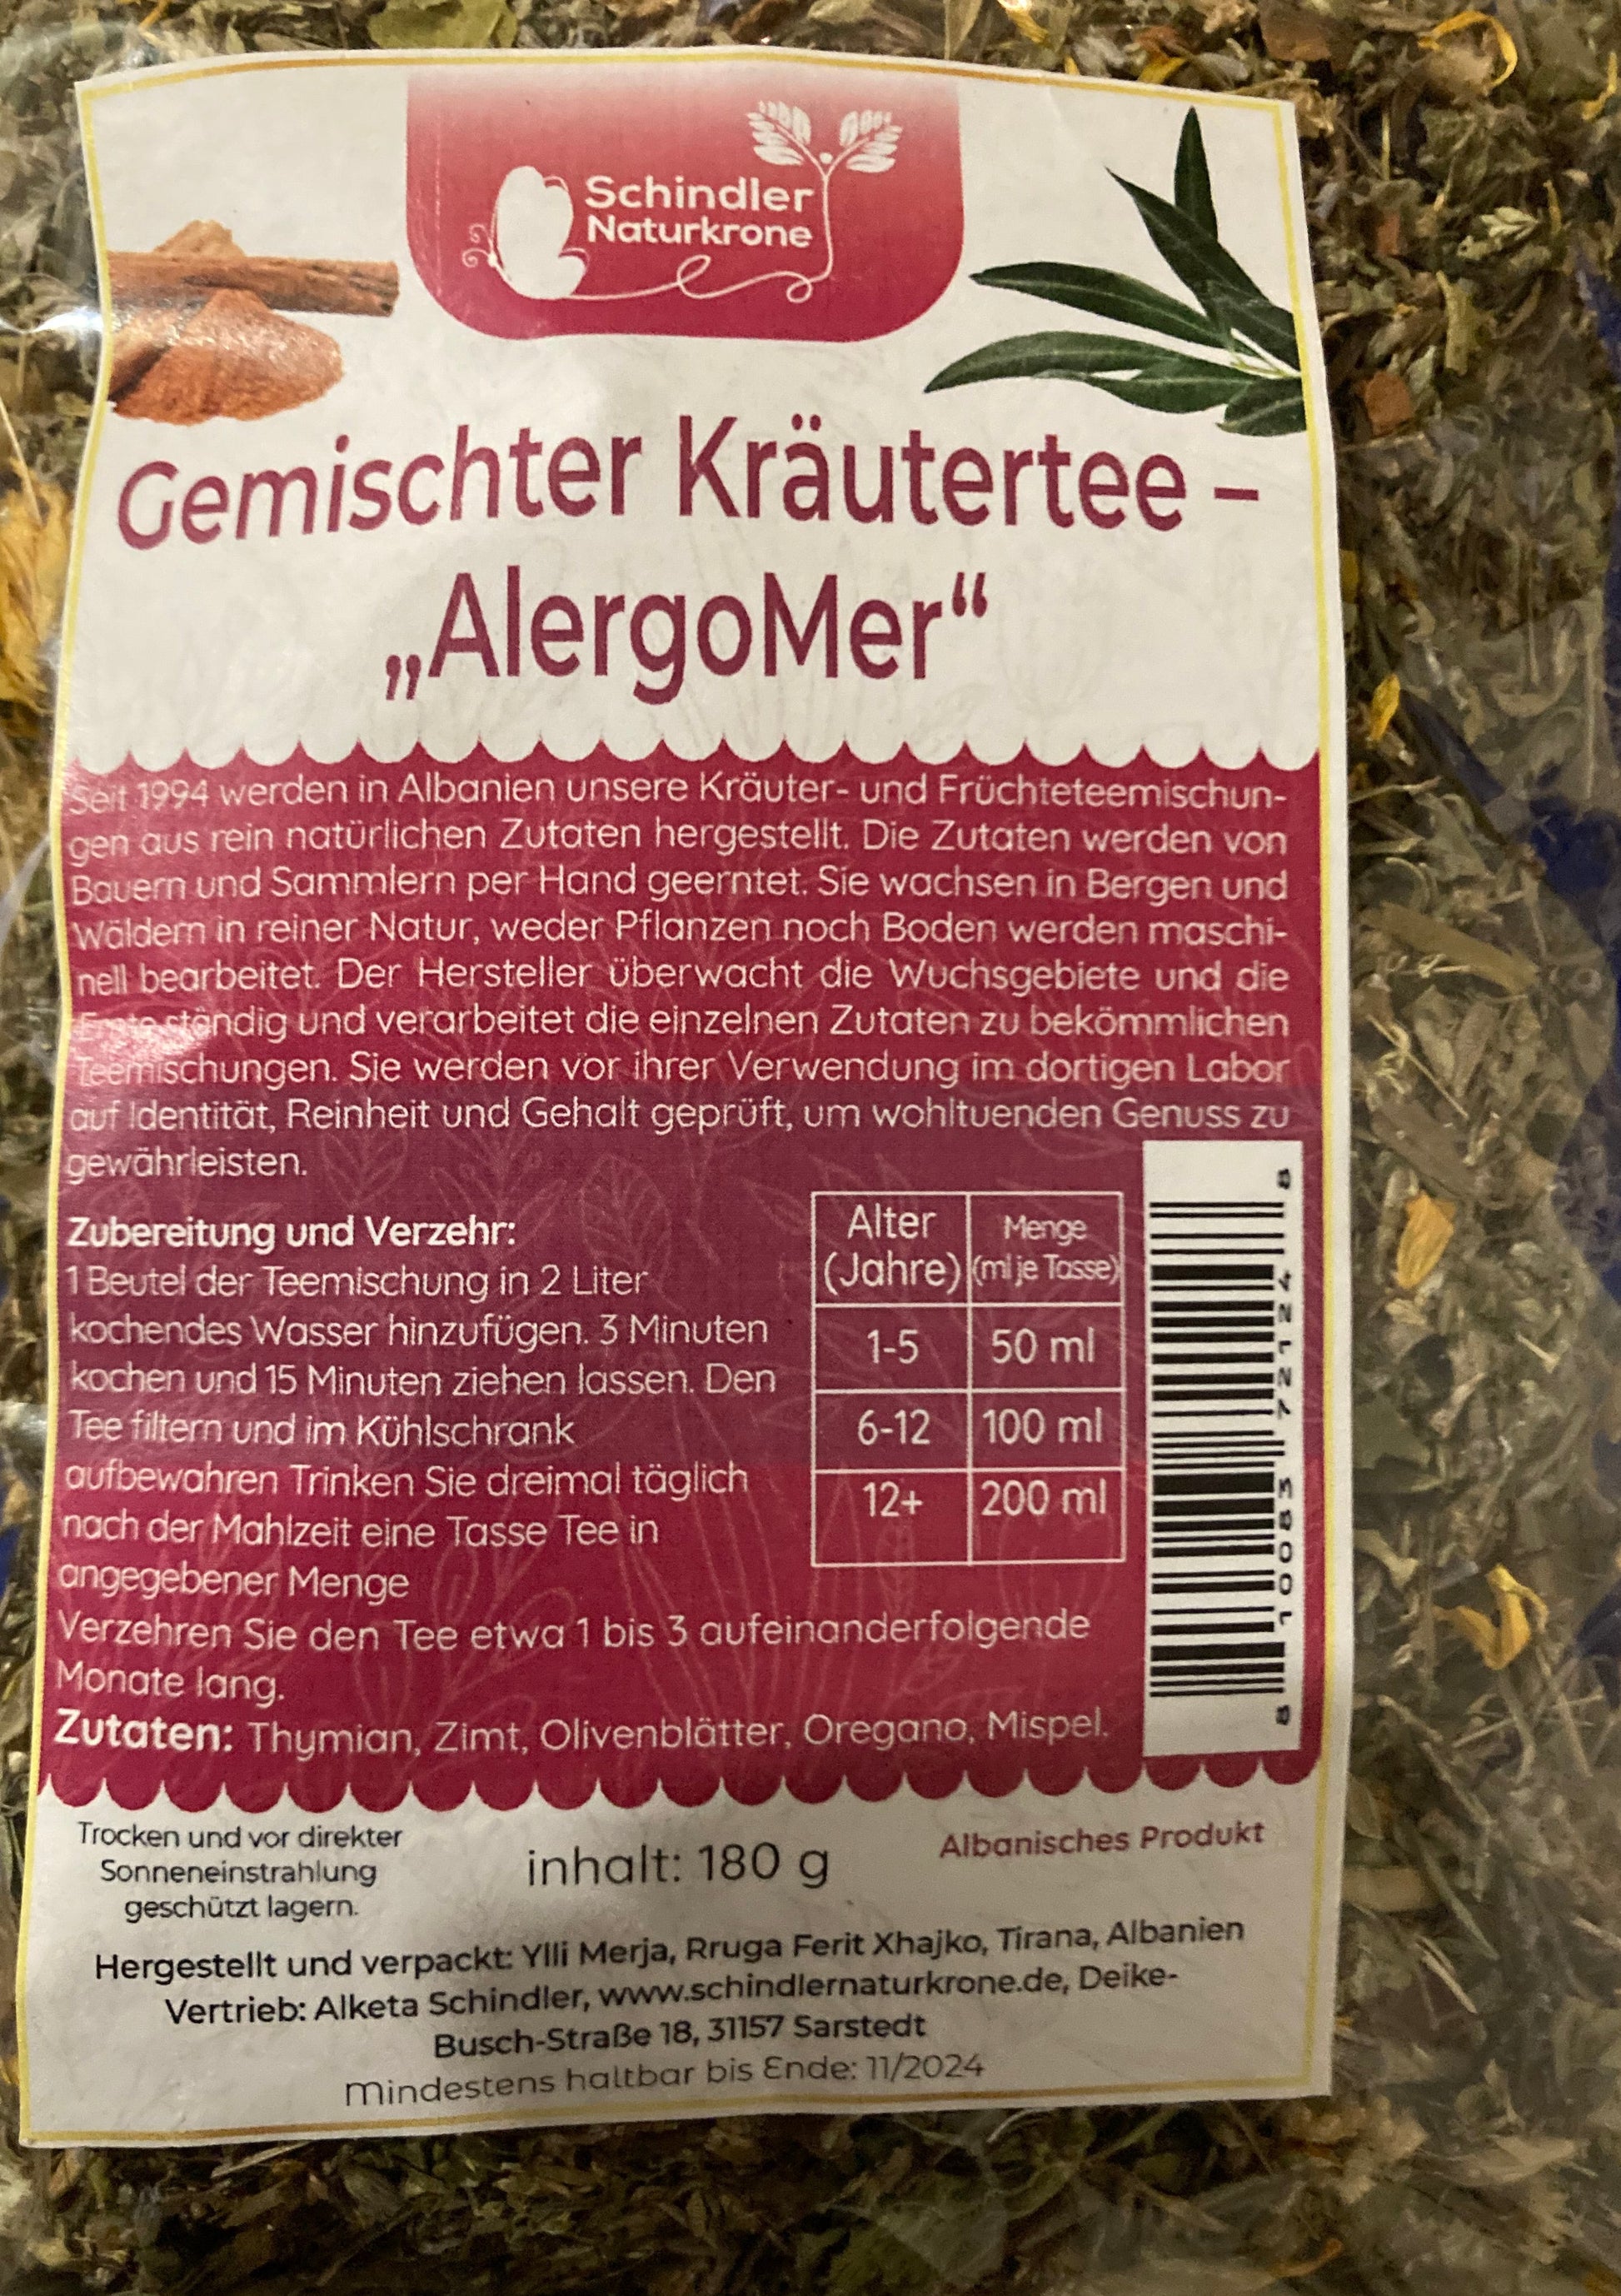 Schindler
Naturkrone
Gemischter Kräutertee –
„AlergoMer“
Seit 1994 werden in Albanien unsere Kräuter- und Früchteteemischun-
gen aus rein natürlichen Zutaten hergestellt. Die Zutaten werden von
Bauern und Sammlern per Hand geerntet. Sie wachsen in Bergen und
Wäldern in reiner Natur, weder Pflanzen noch Boden werden maschi-
nell bearbeitet. Der Hersteller überwacht die Wuchsgebiete und die
Ernte ständig und verarbeitet die einzelnen Zutaten zu bekömmlichen
Teemischungen. Sie werden vor ihrer Verwendung im dortigen Labor
auf Identität, Reinheit und Gehalt geprüft, um wohltuenden Genuss zu
gewährleisten.
Zubereitung und Verzehr:
1 Beutel der Teemischung in 2 Liter
kochendes Wasser hinzufügen. 3 Minuten
kochen und 15 Minuten ziehen lassen. Den
Tee filtern und im Kühlschrank
aufbewahren Trinken Sie dreimal täglich
nach der Mahlzeit eine Tasse Tee in
angegebener Menge
Verzehren Sie den Tee etwa 1 bis 3 aufeinanderfolgende
Monate lang.
Alter (Jahre) Menge (ml je Tasse)
1-5 50 ml
6-12 100 ml
12+ 200 ml
8 10083 72124 8
Zutaten: Thymian, Zimt, Olivenblätter, Oregano, Mispel.
Trocken und vor direkter
Sonneneinstrahlung
geschützt lagern.
inhalt: 180 g
Albanisches Produkt
Hergestellt und verpackt: Ylli Merja, Rruga Ferit Xhajko, Tirana, Albanien
Vertrieb: Alketa Schindler, www.schindlernaturkrone.de, Deike-
Busch-Straße 18, 31157 Sarstedt
Mindestens haltbar bis Ende: 11/2024